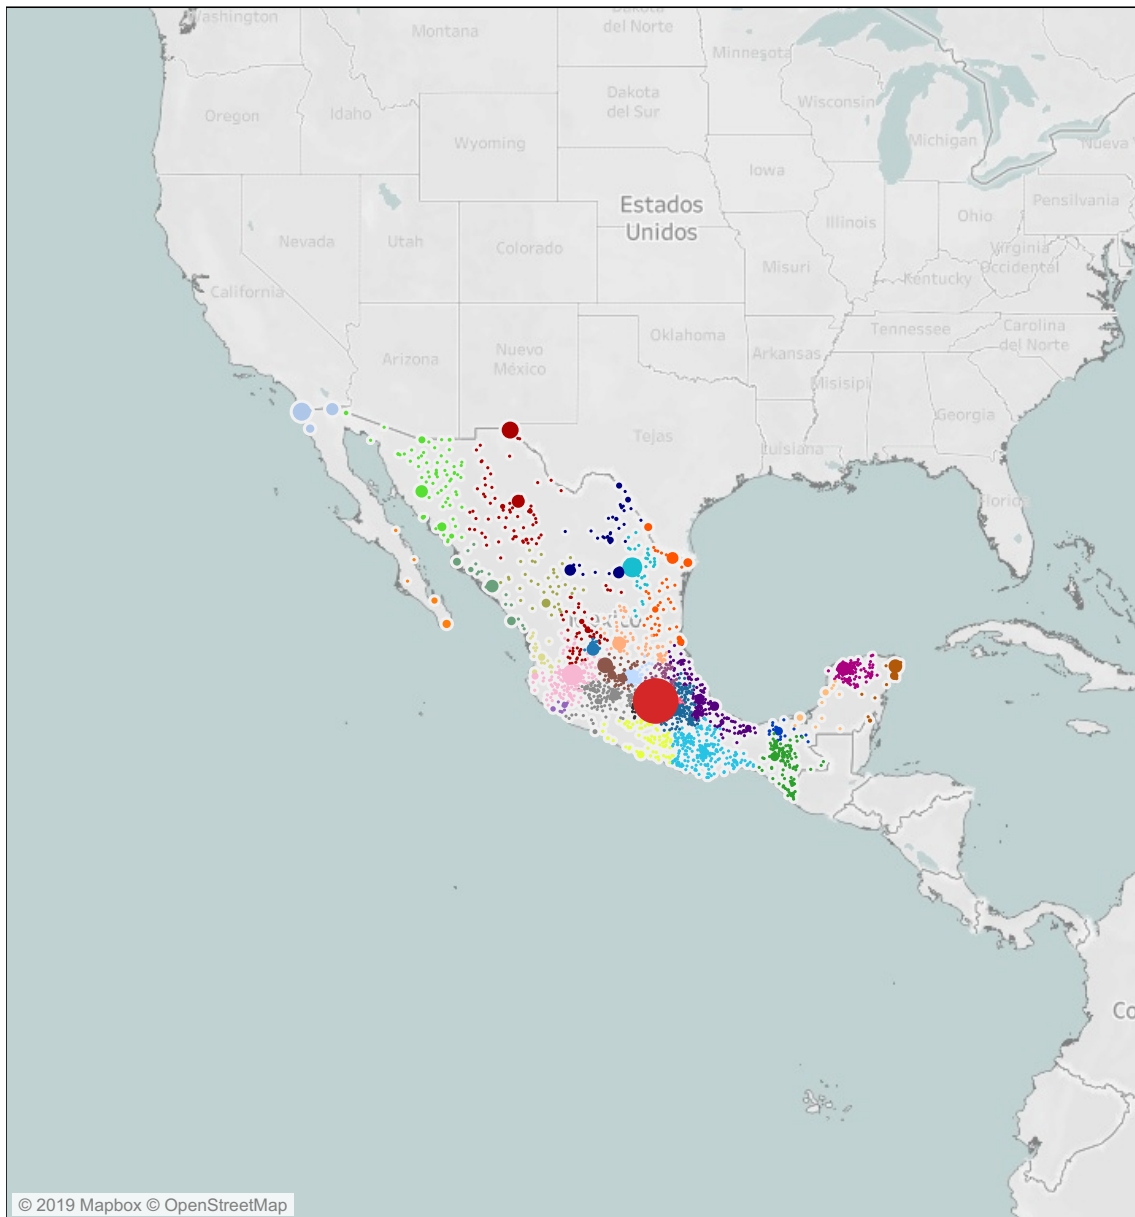 Washington
Montana
Dakota
del Norte
Minnesota
Oregon
Idaho
Wyoming
Dakota
del Sur
Wisconsin
Michigan
Nueva
Iowa
Nevada
Utah
Colorado
Estados
Unidos
Illinois
Ohio
Pensilvania
Misuri
Virginia
Occidental
Kentucky
California
Arizona
Nuevo
México
Oklahoma
Arkansas
Tennessee
Carolina
del Norte
Misisipi
Georgia
Tejas
Luisiana
Florida
México
Co
© 2019 Mapbox © OpenStreetMap